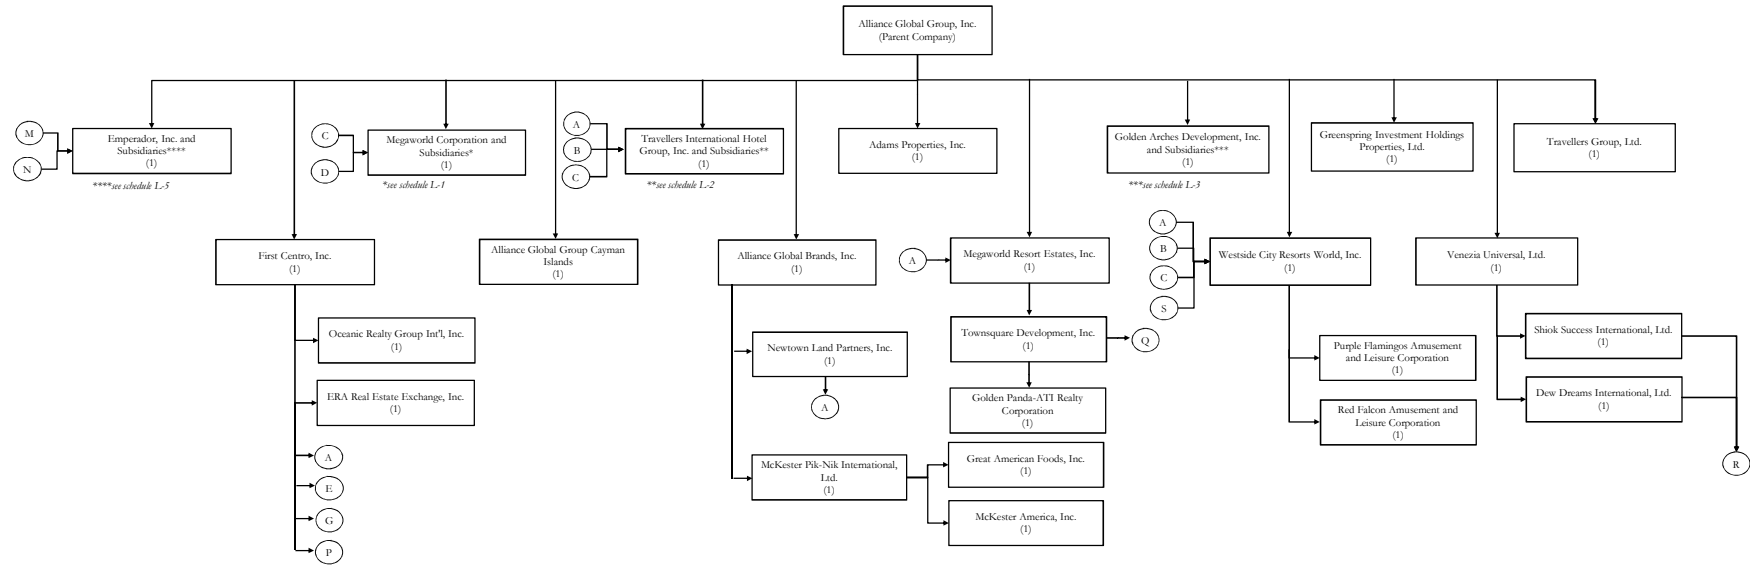 Alliance Global Group, Inc.
(Parent Company)
M
N
Emperador, Inc. and
Subsidiaries****
(1)
****see schedule L-5
C
D
Megaworld Corporation and
Subsidiaries*
(1)
*see schedule L-1
A
B
C
Travellers International Hotel
Group, Inc. and Subsidiaries**
(1)
**see schedule L-2
Adams Properties, Inc.
(1)
Golden Arches Development, Inc.
and Subsidiaries***
(1)
***see schedule L-3
Greenspring Investment Holdings
Properties, Ltd.
(1)
Travellers Group, Ltd.
(1)
First Centro, Inc.
(1)
Alliance Global Group Cayman
Islands
(1)
Alliance Global Brands, Inc.
(1)
A
Megaworld Resort Estates, Inc.
(1)
A
B
C
S
Westside City Resorts World, Inc.
(1)
Venezia Universal, Ltd.
(1)
Oceanic Realty Group Int'l, Inc.
(1)
ERA Real Estate Exchange, Inc.
(1)
A
E
G
P
Newtown Land Partners, Inc.
(1)
A
McKester Pik-Nik International,
Ltd.
(1)
Townsquare Development, Inc.
(1)
Q
Golden Panda-ATI Realty
Corporation
(1)
Great American Foods, Inc.
(1)
McKester America, Inc.
(1)
Purple Flamingos Amusement
and Leisure Corporation
(1)
Red Falcon Amusement and
Leisure Corporation
(1)
Shiok Success International, Ltd.
(1)
Dew Dreams International, Ltd.
(1)
R